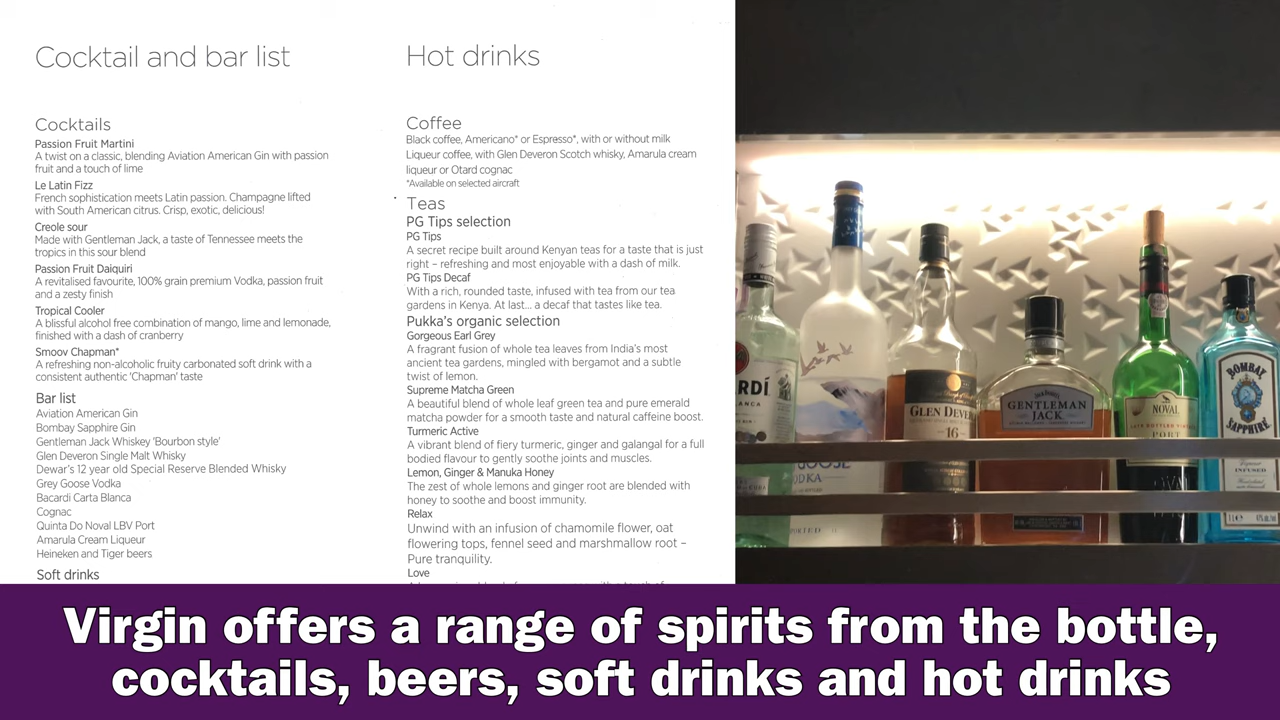 Cocktail and bar list
Cocktails
Passion Fruit Martini
A twist on a classic, blending Aviation American Gin with passion
fruit and a touch of lime
Le Latin Fizz
French sophistication meets Latin passion. Champagne lifted
with South American citrus. Crisp, exotic, delicious!
Creole sour
Made with Gentleman Jack, a taste of Tennessee meets the
tropics in this sour blend
Passion Fruit Daiquiri
A revitalised favourite, 100% grain premium Vodka, passion fruit
and a zesty finish
Tropical Cooler
A blissful alcohol free combination of mango, lime and lemonade,
finished with a dash of cranberry
Smoov Chapman*
A refreshing non-alcoholic fruity carbonated soft drink with a
consistent authentic 'Chapman' taste
Bar list
Aviation American Gin
Bombay Sapphire Gin
Gentleman Jack Whiskey 'Bourbon style'
Glen Deveron Single Malt Whisky
Dewar's 12 year old Special Reserve Blended Whisky
Grey Goose Vodka
Bacardi Carta Blanca
Cognac
Quinta Do Noval LBV Port
Amarula Cream Liqueur
Heineken and Tiger beers
Soft drinks
Hot drinks
Coffee
Black coffee, Americano* or Espresso*, with or without milk
Liqueur coffee, with Glen Deveron Scotch whisky, Amarula cream
liqueur or Otard cognac
*Available on selected aircraft
Teas
PG Tips selection
PG Tips
A secret recipe built around Kenyan teas for a taste that is just
right – refreshing and most enjoyable with a dash of milk.
PG Tips Decaf
With a rich, rounded taste, infused with tea from our tea
gardens in Kenya. At last... a decaf that tastes like tea.
Pukka's organic selection
Gorgeous Earl Grey
A fragrant fusion of whole tea leaves from India's most
ancient tea gardens, mingled with bergamot and a subtle
twist of lemon.
Supreme Matcha Green
A beautiful blend of whole leaf green tea and pure emerald
matcha powder for a smooth taste and natural caffeine boost.
Turmeric Active
A vibrant blend of fiery turmeric, ginger and galangal for a full
bodied flavour to gently soothe joints and muscles.
Lemon, Ginger & Manuka Honey
The zest of whole lemons and ginger root are blended with
honey to soothe and boost immunity.
Relax
Unwind with an infusion of chamomile flower, oat
flowering tops, fennel seed and marshmallow root –
Pure tranquility.
Love
GLEN
16
GENTLEMAN
JACK
NOVAL
PORT
BOMBAY
SAPPHIRE
INFUSED
Virgin offers a range of spirits from the bottle,
cocktails, beers, soft drinks and hot drinks